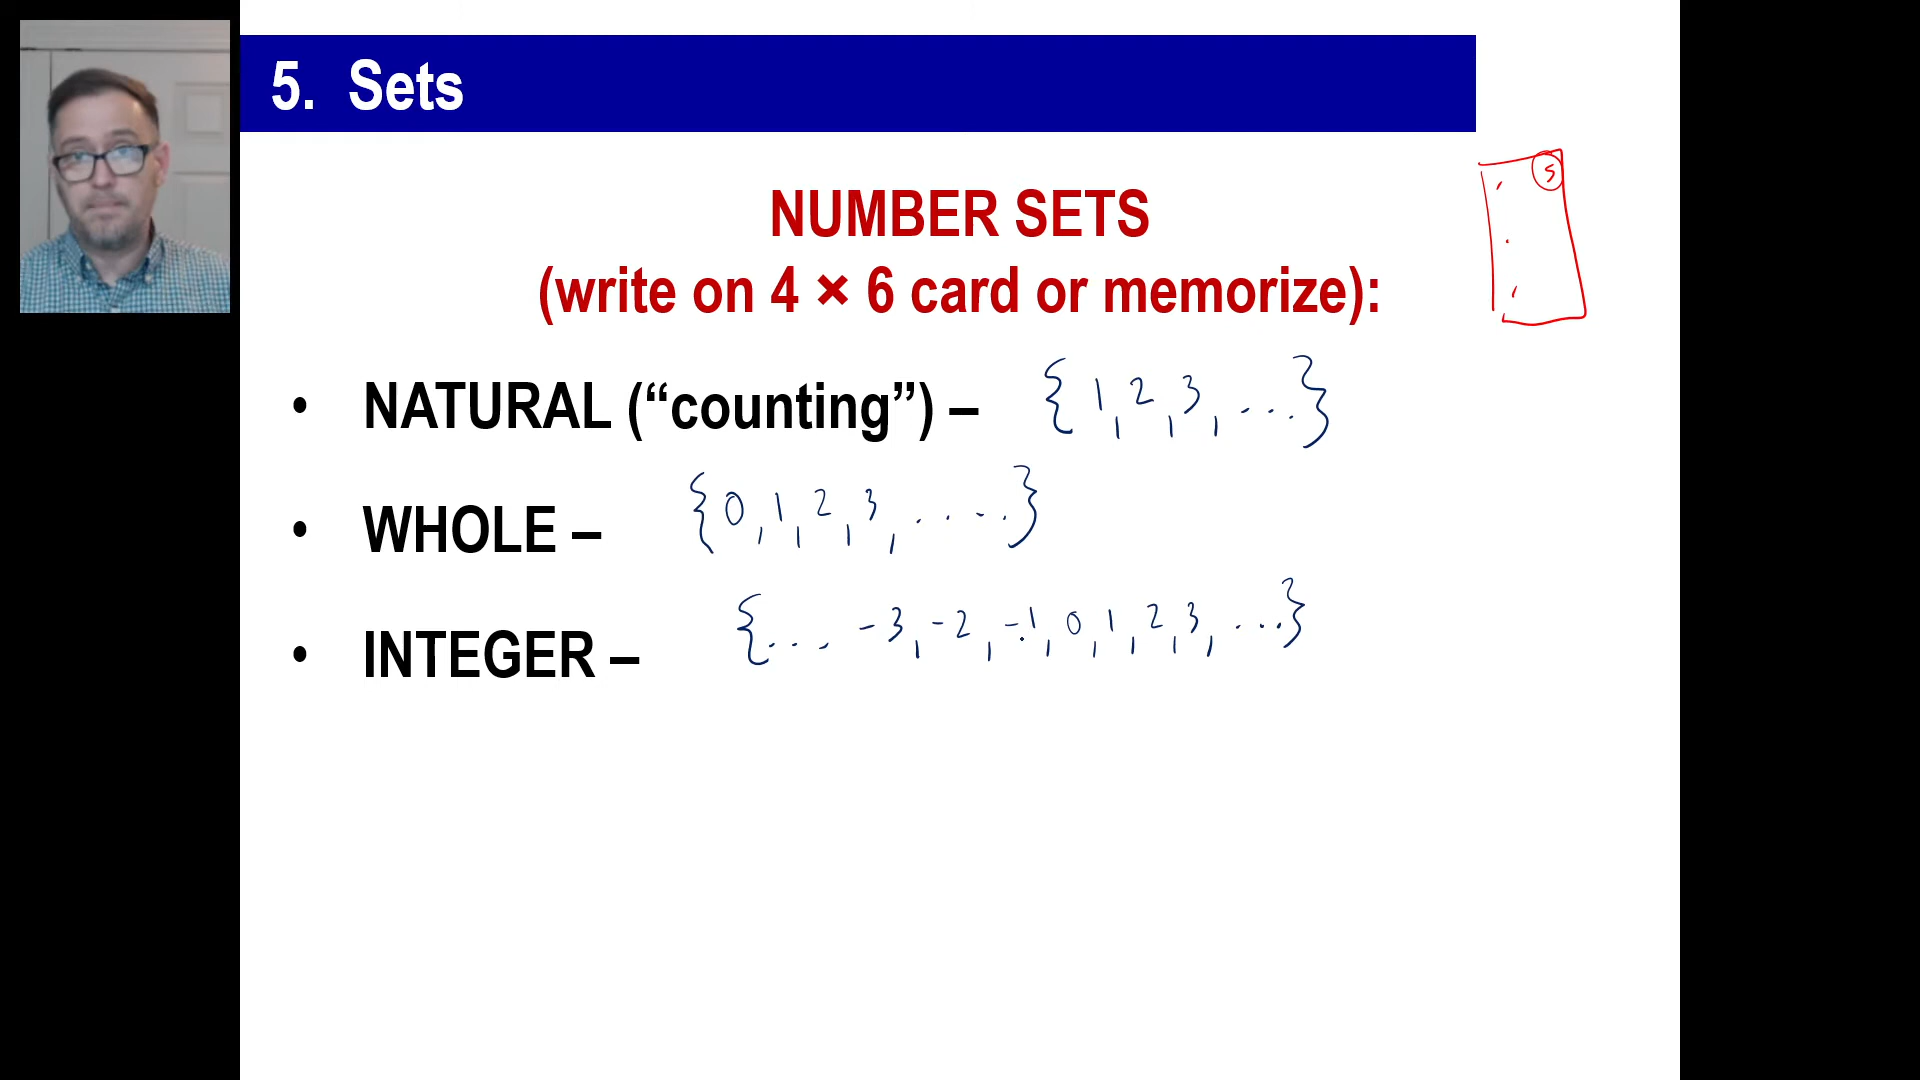 5. Sets
5
NUMBER SETS
(write on 4 × 6 card or memorize):
• NATURAL (“counting”) – {1, 2, 3, ...}
• WHOLE – {0, 1, 2, 3, ....}
• INTEGER – {... -3, -2, -1, 0, 1, 2, 3, ...}